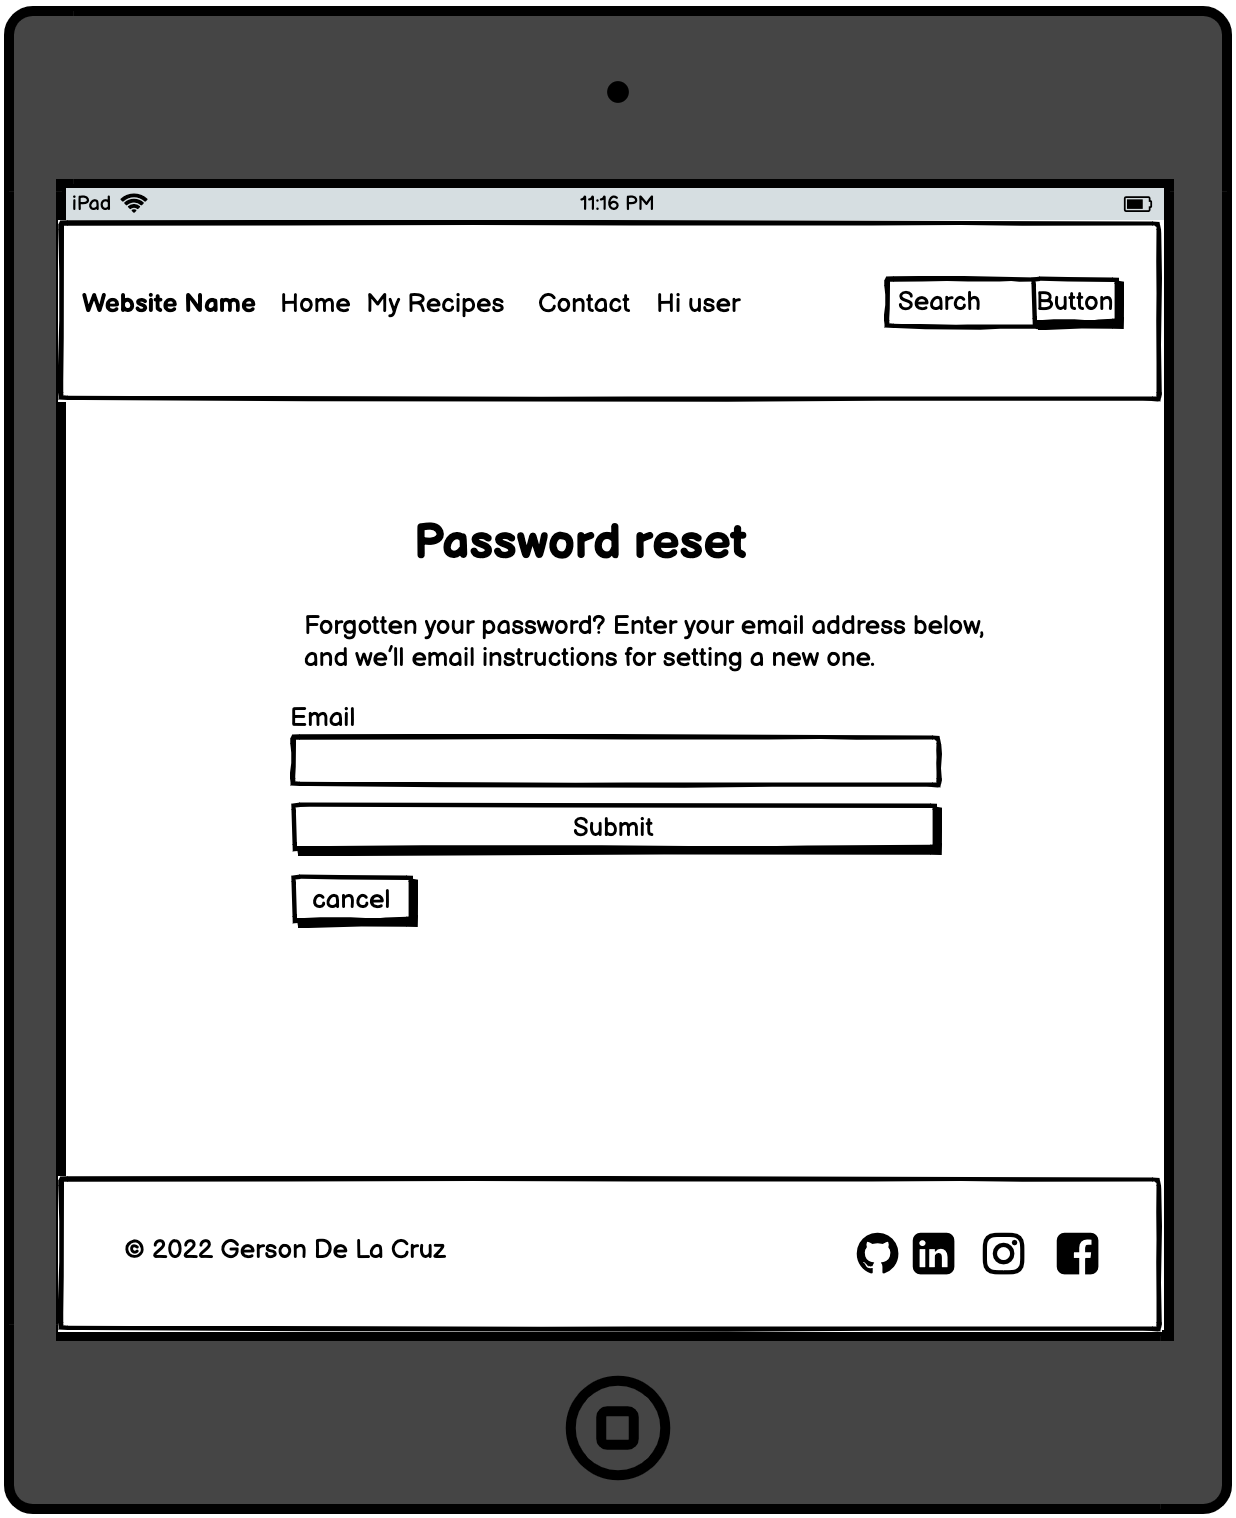 iPad 11:16 PM
Website Name Home My Recipes Contact Hi user Search Button
Password reset
Forgotten your password? Enter your email address below,
and we'll email instructions for setting a new one.
Email
Submit
cancel
© 2022 Gerson De La Cruz